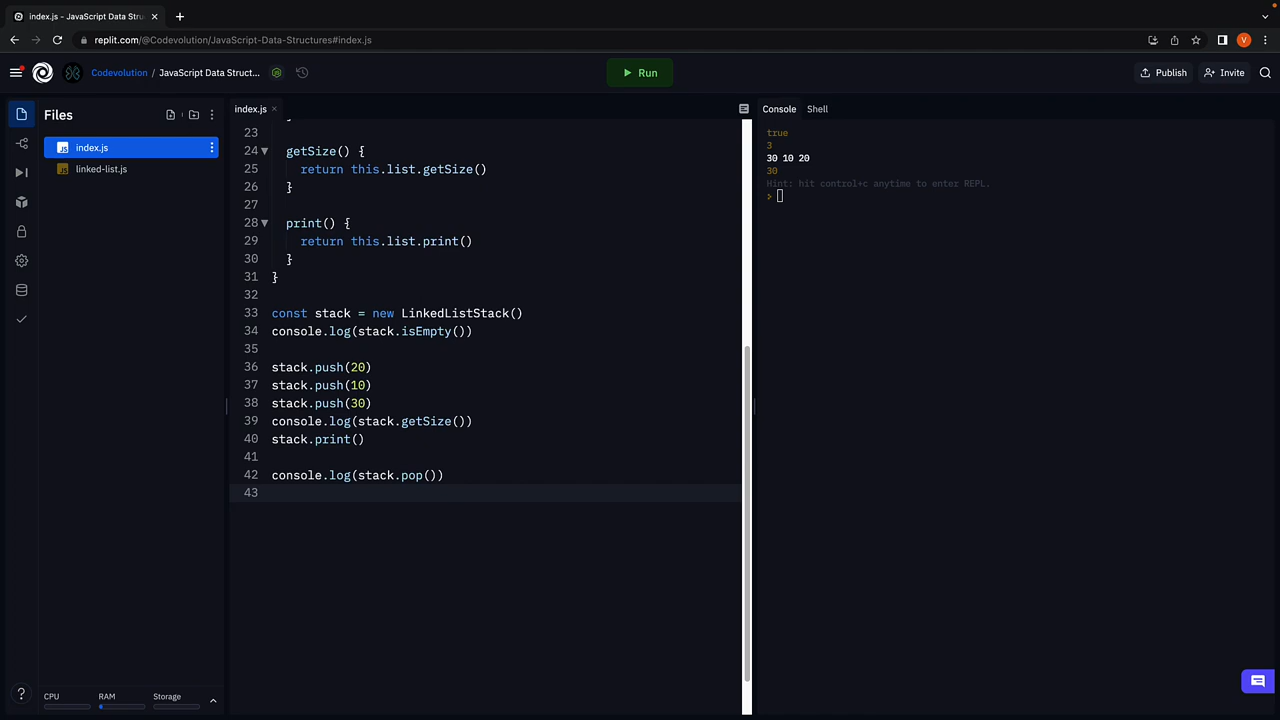 index.js - JavaScript Data Stru
replit.com/@Codevolution/JavaScript-Data-Structures#index.js
Codevolution / JavaScript Data Struct...
Run
Publish
Invite
Files
index.js
linked-list.js
index.js
23
24 getSize() {
25 return this.list.getSize()
26 }
27
28 print() {
29 return this.list.print()
30 }
31 }
32
33 const stack = new LinkedListStack()
34 console.log(stack.isEmpty())
35
36 stack.push(20)
37 stack.push(10)
38 stack.push(30)
39 console.log(stack.getSize())
40 stack.print()
41
42 console.log(stack.pop())
43
Console Shell
true
3
30 10 20
30
Hint: hit control+c anytime to enter REPL.
>
CPU RAM Storage
V
JS
JS
?